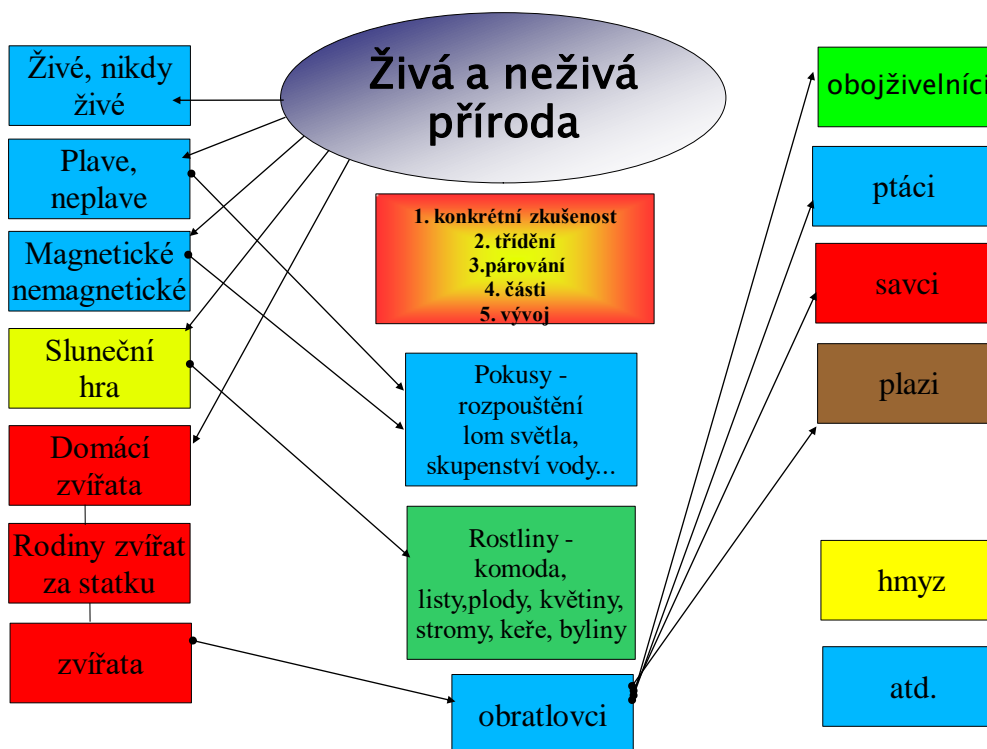 Živá a neživá
příroda
Živé, nikdy
živé
Plave,
neplave
Magnetické
nemagnetické
Sluneční
hra
Domácí
zvířata
Rodiny zvířat
za statku
zvířata
1. konkrétní zkušenost
2. třídění
3.párování
4. části
5. vývoj
Pokusy -
rozpouštění
lom světla,
skupenství vody...
Rostliny -
komoda,
listy,plody, květiny,
stromy, keře, byliny
obratlovci
obojživelníci
ptáci
savci
plazi
hmyz
atd.